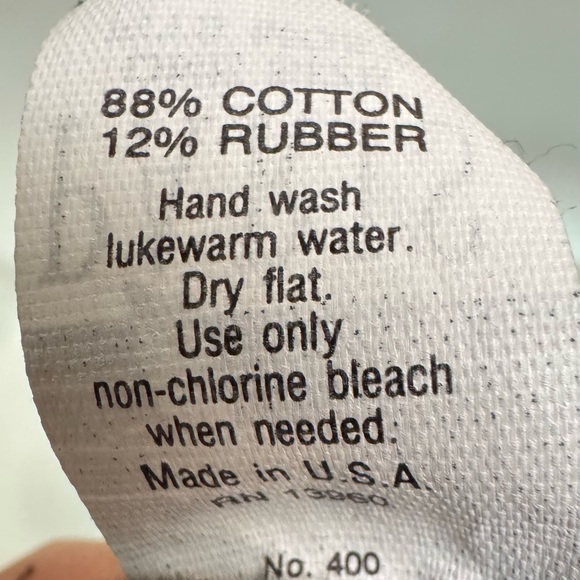 88% COTTON
12% RUBBER
Hand wash
lukewarm water.
Dry flat.
Use only
non-chlorine bleach
when needed.
Made in U.S.A.
RN 13960
No. 400